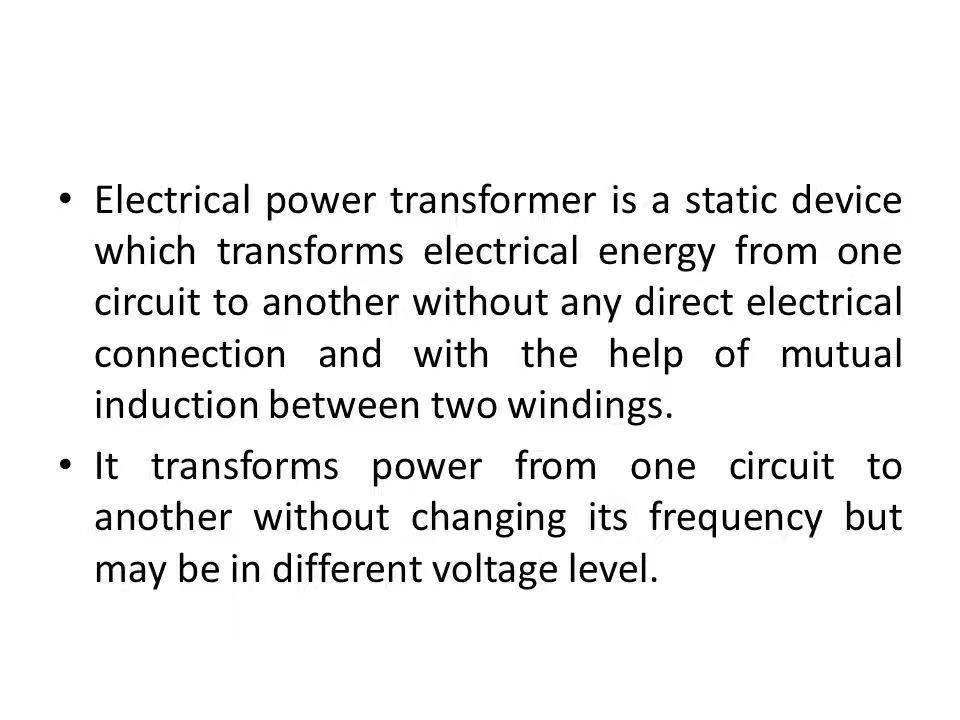 • Electrical power transformer is a static device
which transforms electrical energy from one
circuit to another without any direct electrical
connection and with the help of mutual
induction between two windings.
• It transforms power from one circuit to
another without changing its frequency but
may be in different voltage level.